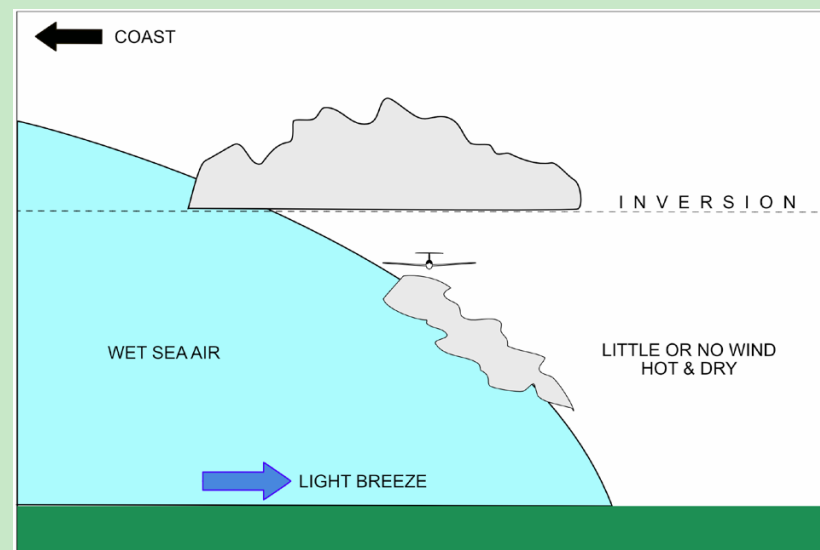 COAST
INVERSION
WET SEA AIR
LITTLE OR NO WIND
HOT & DRY
LIGHT BREEZE